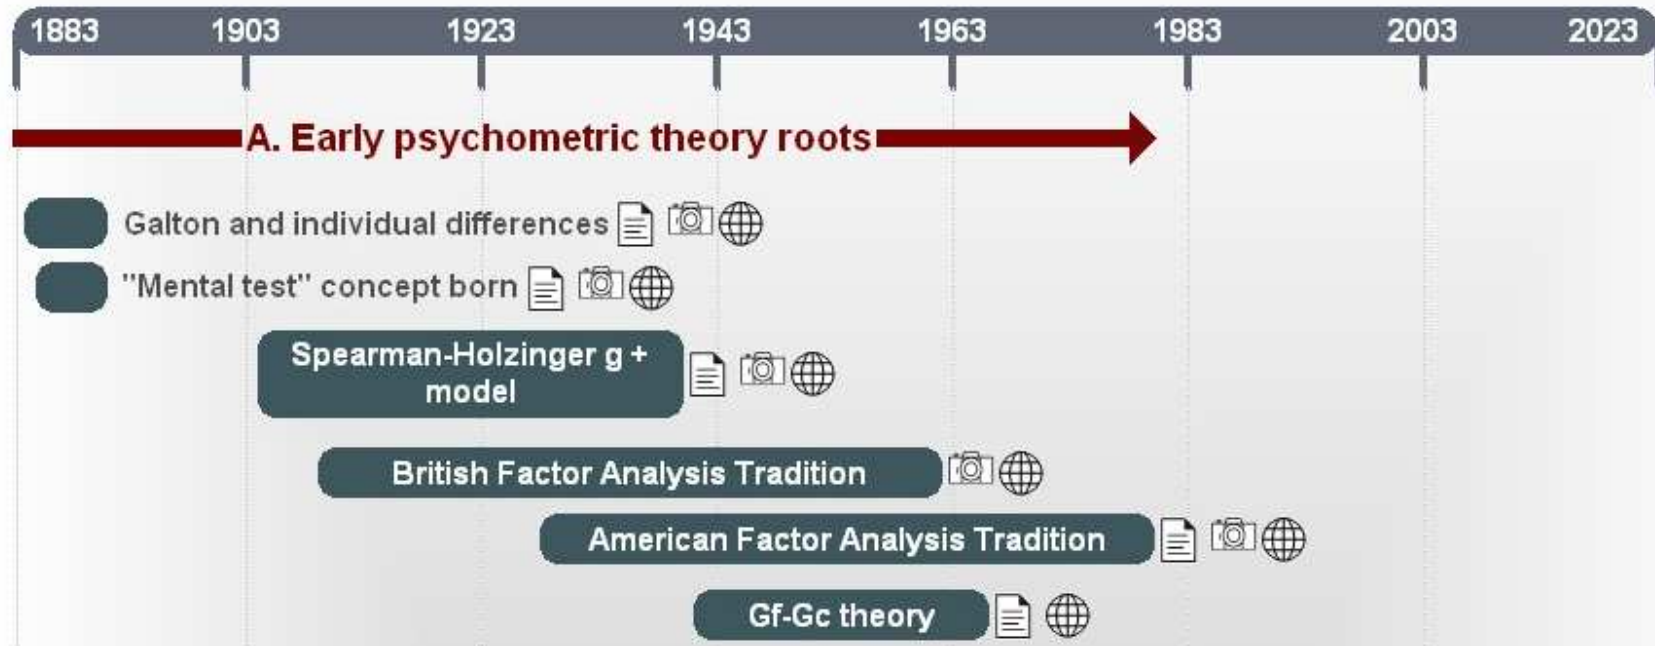 1883 1903 1923 1943 1963 1983 2003 2023
A. Early psychometric theory roots
Galton and individual differences
"Mental test" concept born
Spearman-Holzinger g +
model
British Factor Analysis Tradition
American Factor Analysis Tradition
Gf-Gc theory